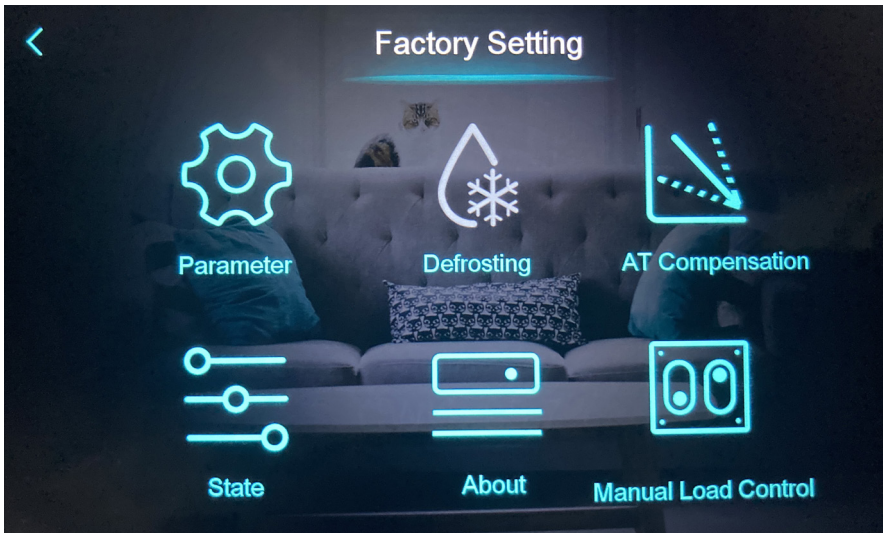 Factory Setting
Parameter
Defrosting
AT Compensation
State
About
Manual Load Control